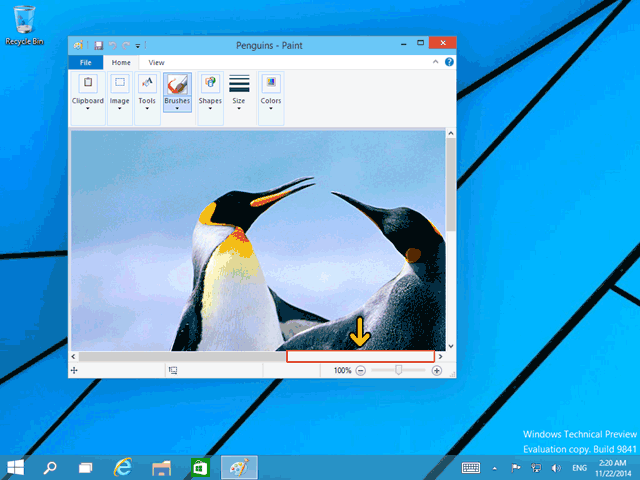 Recycle Bin
Penguins - Paint
File Home View
Clipboard Image Tools Brushes Shapes Size Colors
100%
Windows Technical Preview
Evaluation copy. Build 9841
ENG
2:20 AM
11/22/2014